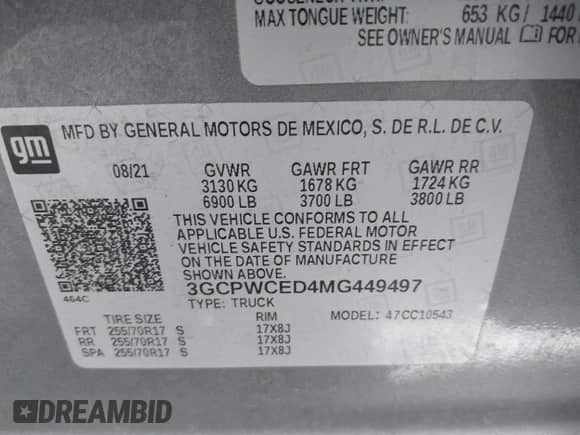 MAX TONGUE WEIGHT: 653 KG / 1440
SEE OWNER'S MANUAL FOR
gm
MFD BY GENERAL MOTORS DE MEXICO, S. DE R.L. DE C.V.
08/21 GVWR GAWR FRT GAWR RR
3130 KG 1678 KG 1724 KG
6900 LB 3700 LB 3800 LB
THIS VEHICLE CONFORMS TO ALL
APPLICABLE U.S. FEDERAL MOTOR
VEHICLE SAFETY STANDARDS IN EFFECT
ON THE DATE OF MANUFACTURE
SHOWN ABOVE.
464C 3GCPWCED4MG449497
TYPE: TRUCK
TIRE SIZE RIM MODEL: 47CC10543
FRT 255/70R17 S 17X8J
RR 255/70R17 S 17X8J
SPA 255/70R17 S 17X8J
DREAMBID